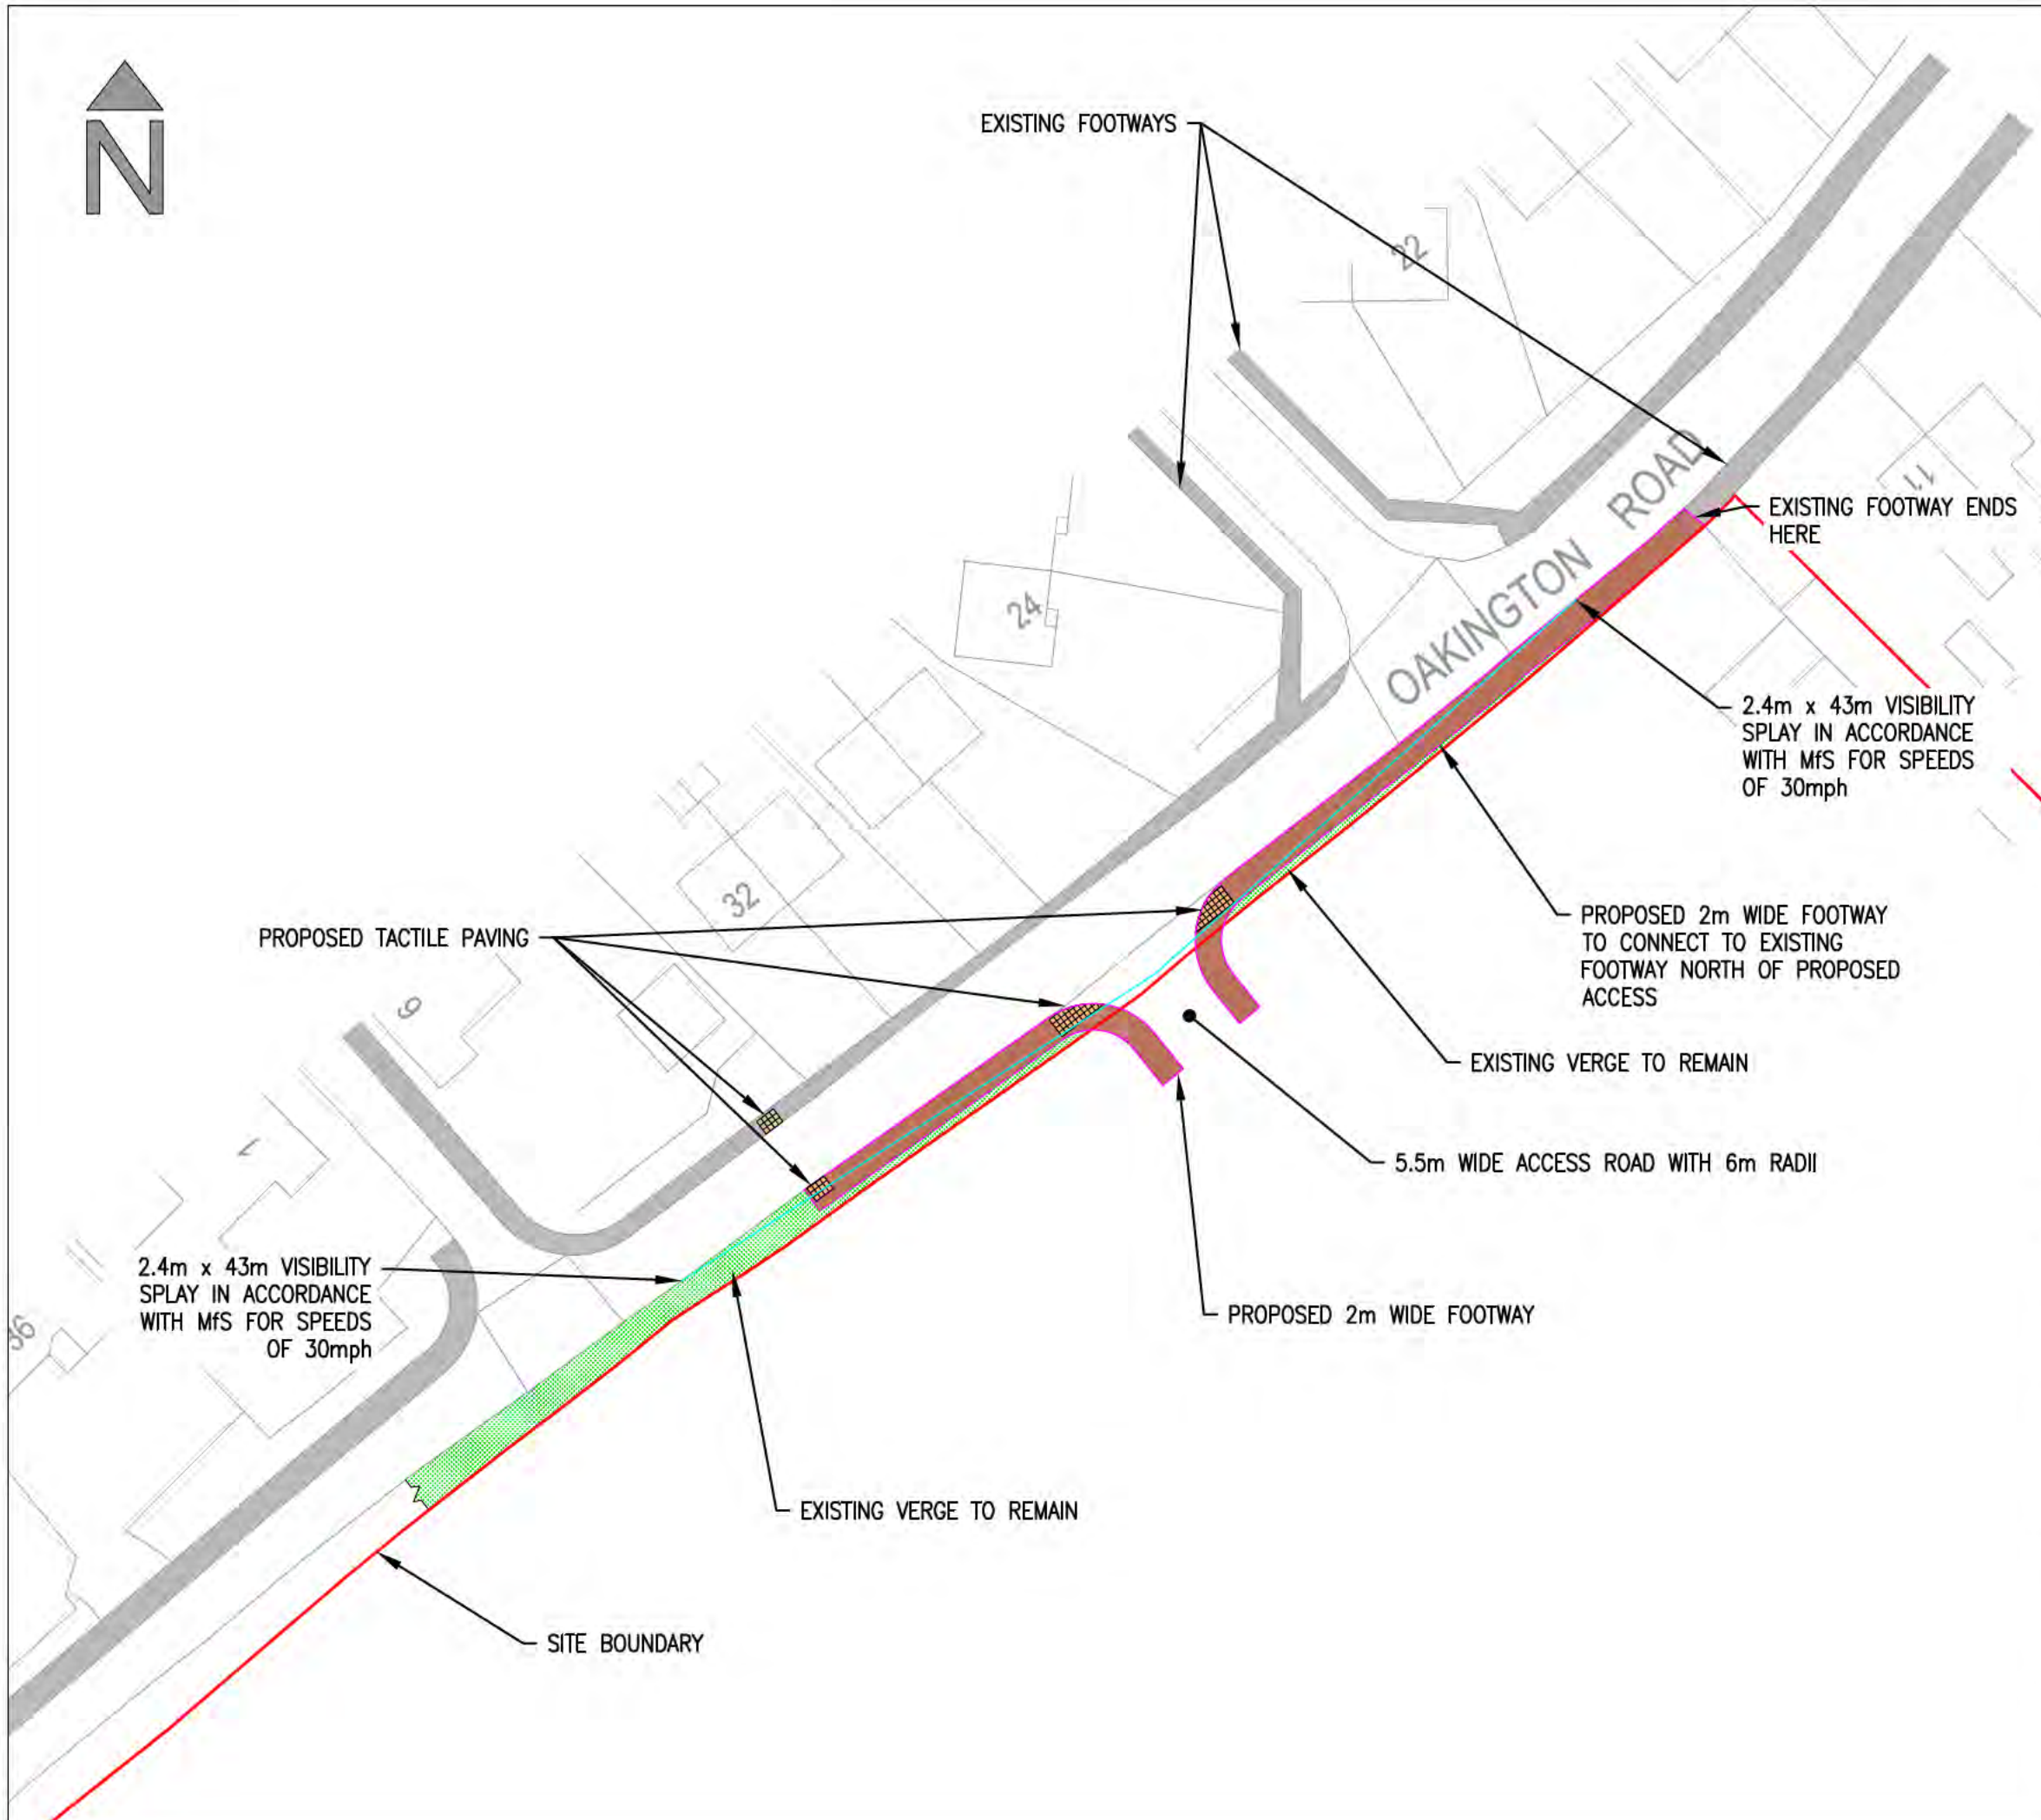 N
EXISTING FOOTWAYS
22
OAKINGTON ROAD
11
EXISTING FOOTWAY ENDS
HERE
24
2.4m x 43m VISIBILITY
SPLAY IN ACCORDANCE
WITH MfS FOR SPEEDS
OF 30mph
32
PROPOSED TACTILE PAVING
PROPOSED 2m WIDE FOOTWAY
TO CONNECT TO EXISTING
FOOTWAY NORTH OF PROPOSED
ACCESS
9
EXISTING VERGE TO REMAIN
1
5.5m WIDE ACCESS ROAD WITH 6m RADII
2.4m x 43m VISIBILITY
SPLAY IN ACCORDANCE
WITH MfS FOR SPEEDS
OF 30mph
PROPOSED 2m WIDE FOOTWAY
36
EXISTING VERGE TO REMAIN
SITE BOUNDARY